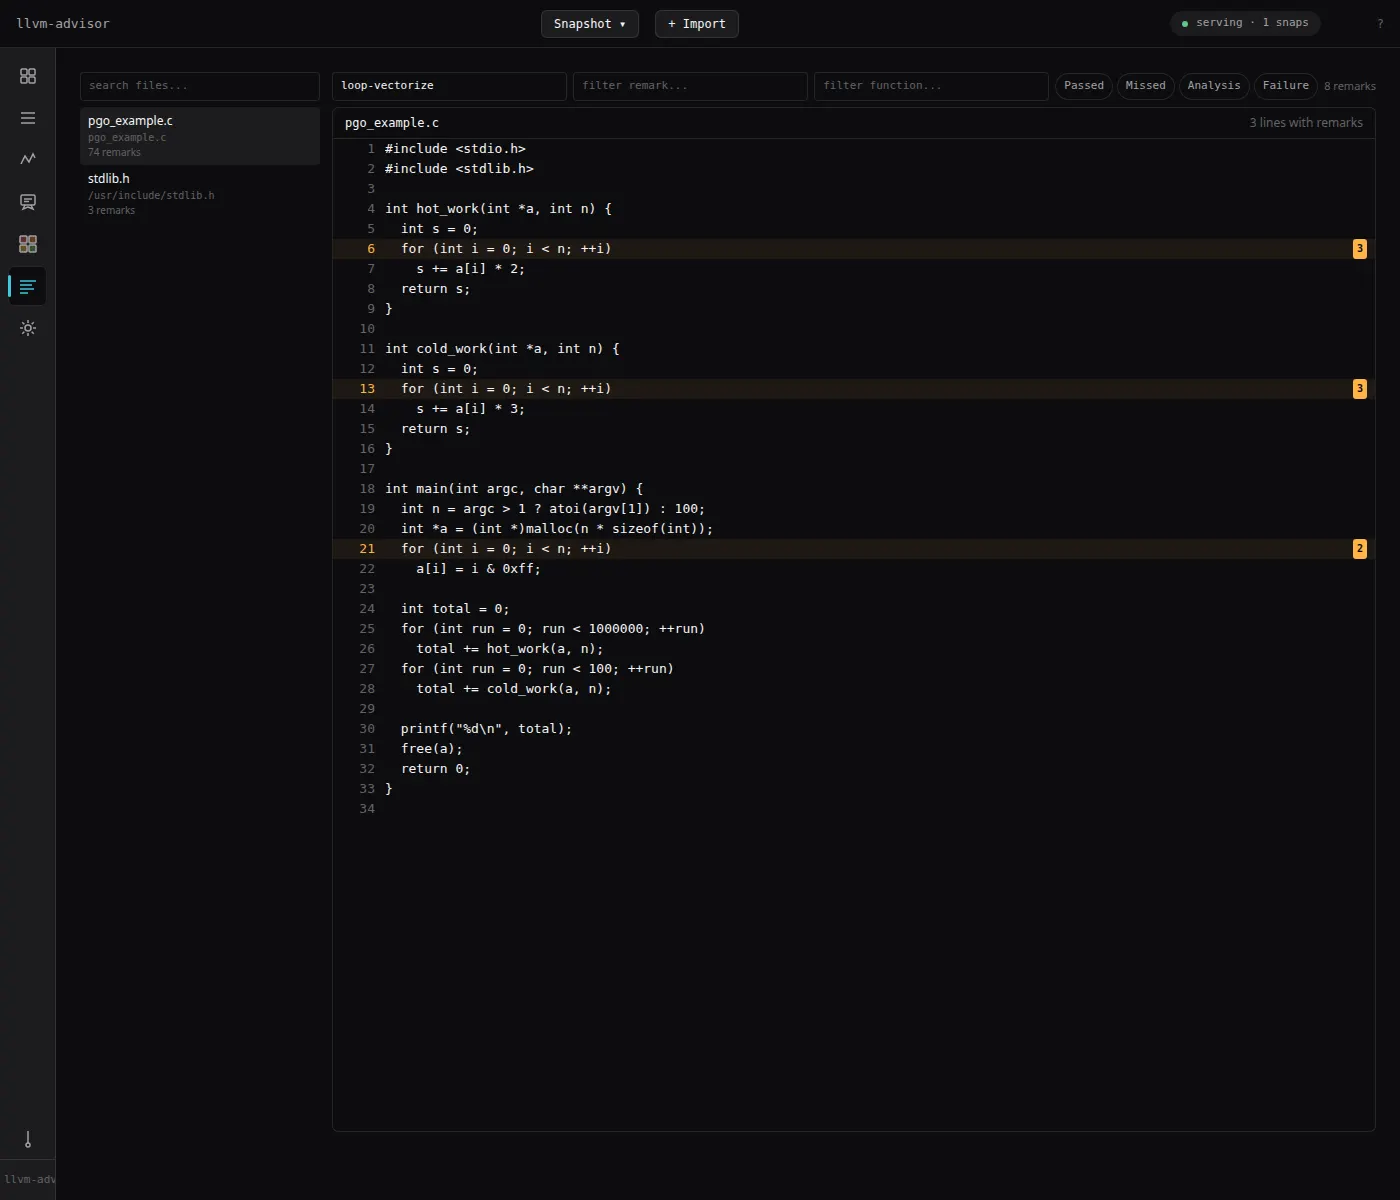 llvm-advisor
Snapshot ▾
+ Import
serving · 1 snaps
?
search files...
loop-vectorize
filter remark...
filter function...
Passed
Missed
Analysis
Failure
8 remarks
pgo_example.c
pgo_example.c
74 remarks
stdlib.h
/usr/include/stdlib.h
3 remarks
pgo_example.c
3 lines with remarks
1 #include <stdio.h>
2 #include <stdlib.h>
3
4 int hot_work(int *a, int n) {
5   int s = 0;
6   for (int i = 0; i < n; ++i) 3
7     s += a[i] * 2;
8   return s;
9 }
10
11 int cold_work(int *a, int n) {
12   int s = 0;
13   for (int i = 0; i < n; ++i) 3
14     s += a[i] * 3;
15   return s;
16 }
17
18 int main(int argc, char **argv) {
19   int n = argc > 1 ? atoi(argv[1]) : 100;
20   int *a = (int *)malloc(n * sizeof(int));
21   for (int i = 0; i < n; ++i) 2
22     a[i] = i & 0xff;
23
24   int total = 0;
25   for (int run = 0; run < 1000000; ++run)
26     total += hot_work(a, n);
27   for (int run = 0; run < 100; ++run)
28     total += cold_work(a, n);
29
30   printf("%d\n", total);
31   free(a);
32   return 0;
33 }
34
llvm-adv